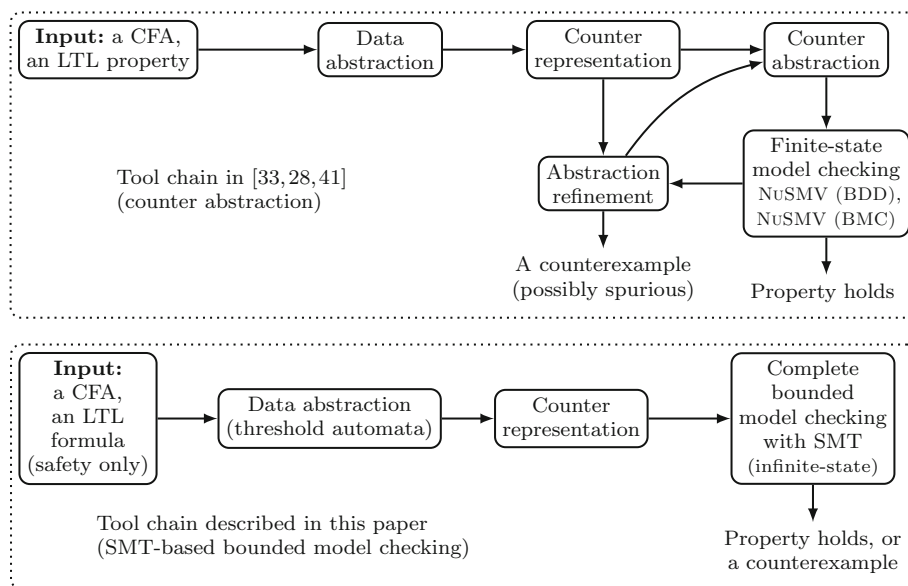 Input: a CFA,
an LTL property
Data
abstraction
Counter
representation
Counter
abstraction
Finite-state
model checking
NuSMV (BDD),
NuSMV (BMC)
Abstraction
refinement
Tool chain in [33,28,41]
(counter abstraction)
A counterexample
(possibly spurious)
Property holds
Input:
a CFA,
an LTL
formula
(safety only)
Data abstraction
(threshold automata)
Counter
representation
Complete
bounded
model checking
with SMT
(infinite-state)
Tool chain described in this paper
(SMT-based bounded model checking)
Property holds, or
a counterexample